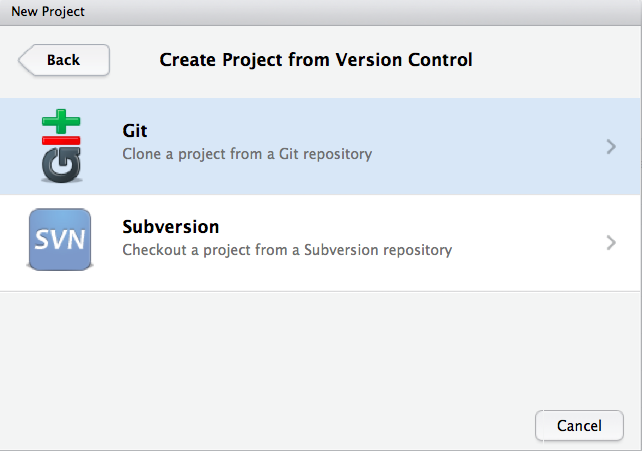 New Project
Back
Create Project from Version Control
Git
Clone a project from a Git repository
SVN
Subversion
Checkout a project from a Subversion repository
Cancel